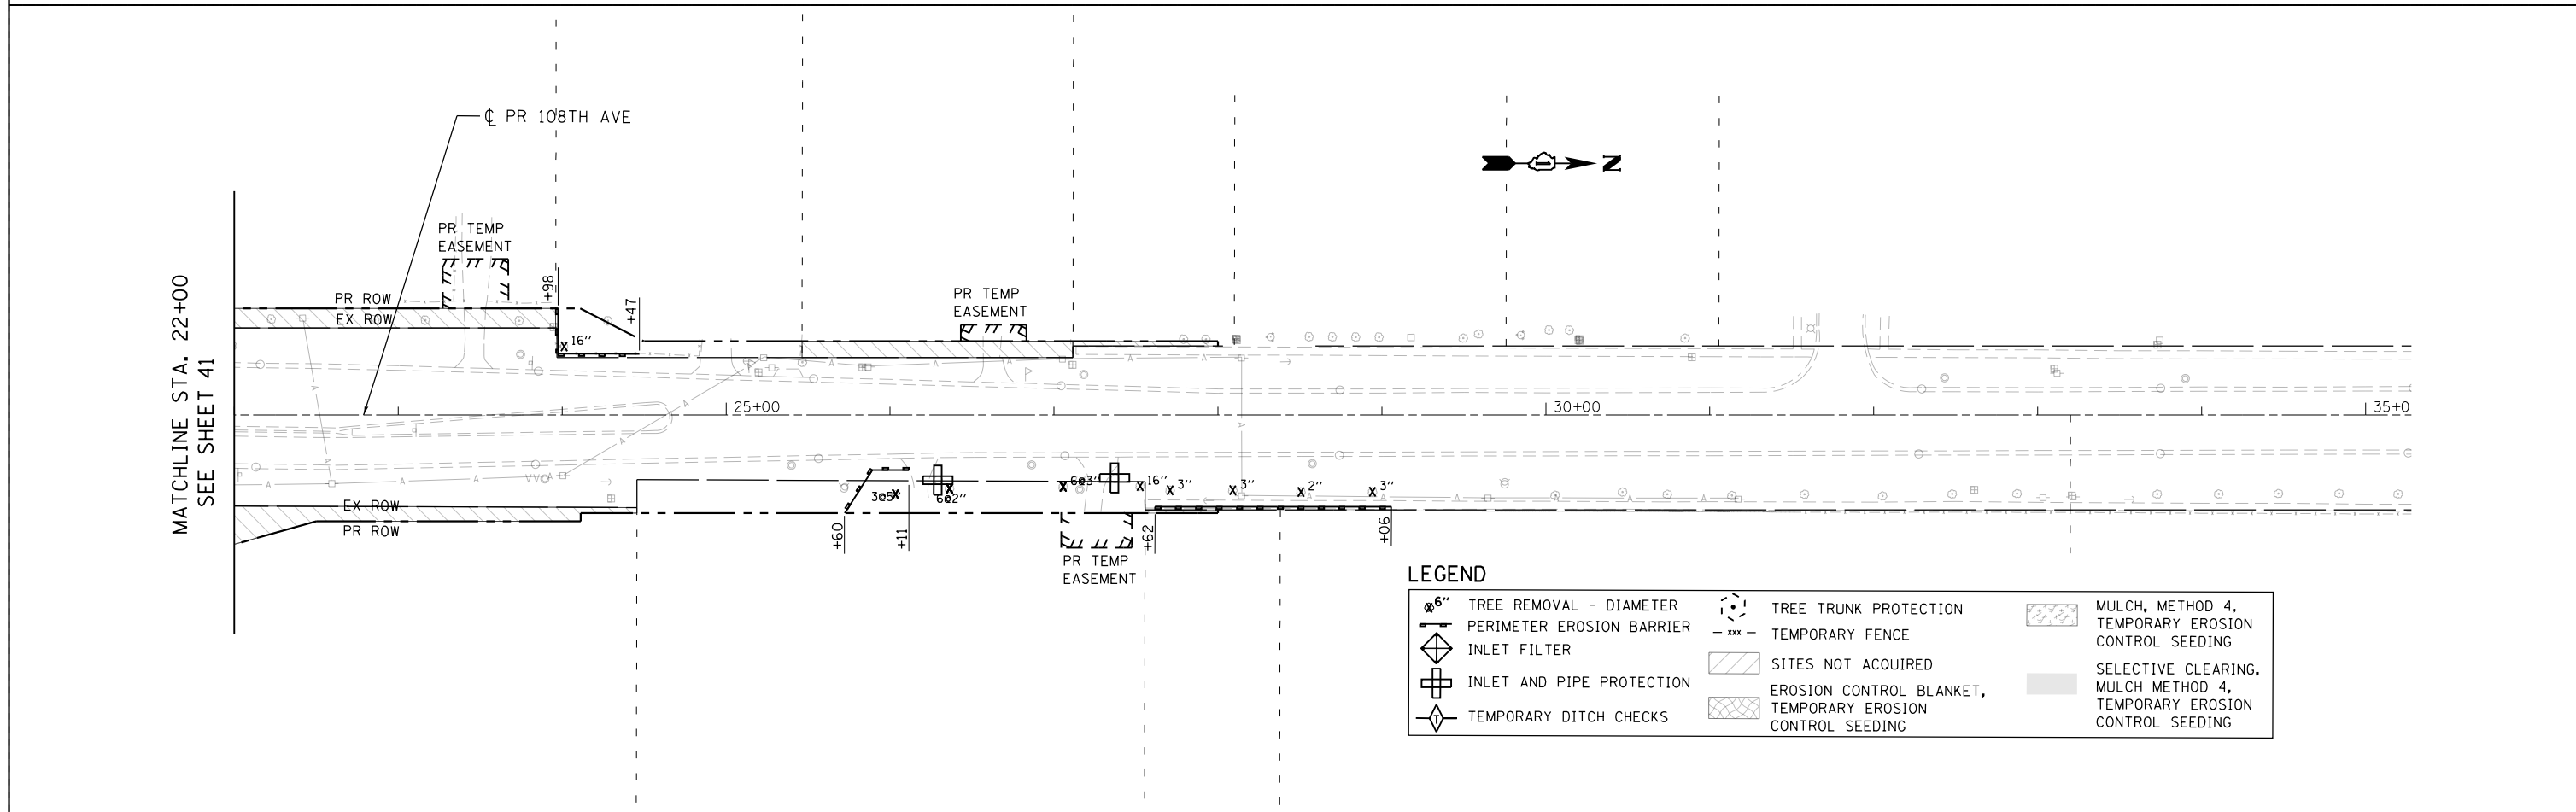 ℄ PR 108TH AVE
N
PR TEMP
EASEMENT
+98
+47
PR TEMP
EASEMENT
PR ROW
EX ROW
16"
MATCHLINE STA. 22+00
SEE SHEET 41
25+00
30+00
35+0
3@5"
6@2"
6@3"
16"
3"
3"
2"
3"
EX ROW
PR ROW
+60
+11
+62
+06
PR TEMP
EASEMENT
LEGEND
6" TREE REMOVAL - DIAMETER
PERIMETER EROSION BARRIER
INLET FILTER
INLET AND PIPE PROTECTION
T TEMPORARY DITCH CHECKS
TREE TRUNK PROTECTION
- xxx - TEMPORARY FENCE
SITES NOT ACQUIRED
EROSION CONTROL BLANKET,
TEMPORARY EROSION
CONTROL SEEDING
MULCH, METHOD 4,
TEMPORARY EROSION
CONTROL SEEDING
SELECTIVE CLEARING,
MULCH METHOD 4,
TEMPORARY EROSION
CONTROL SEEDING